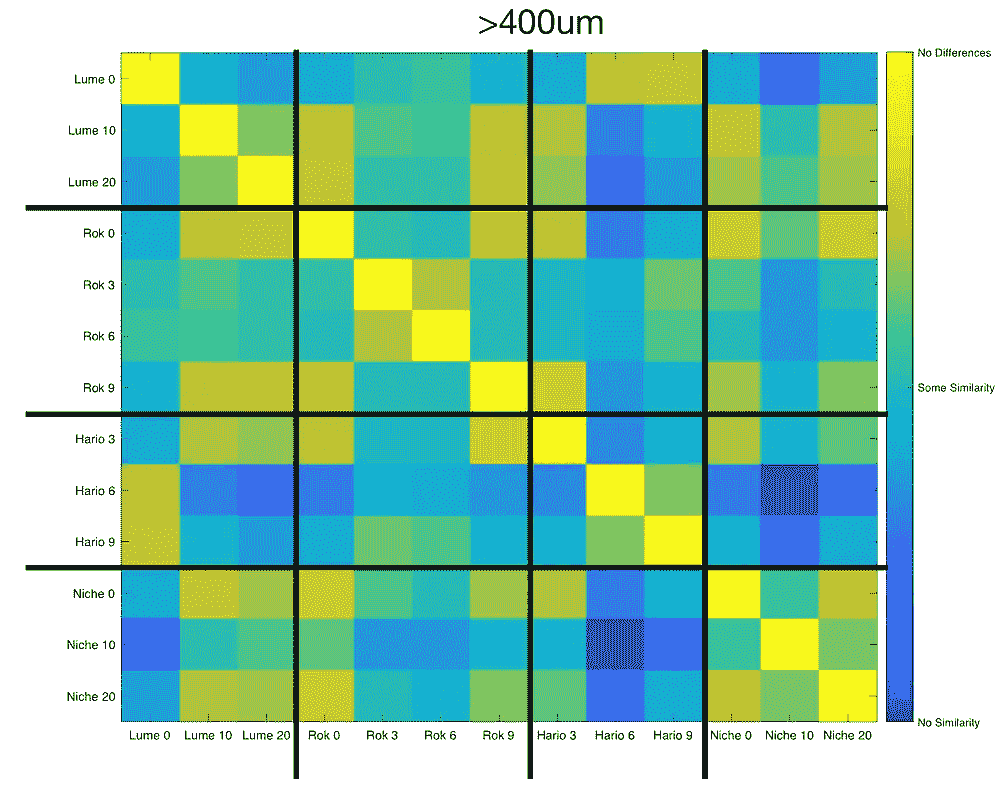 >400um
No Differences
Lume 0
Lume 10
Lume 20
Rok 0
Rok 3
Rok 6
Rok 9
Some Similarity
Hario 3
Hario 6
Hario 9
Niche 0
Niche 10
Niche 20
No Similarity
Lume 0 Lume 10 Lume 20 Rok 0 Rok 3 Rok 6 Rok 9 Hario 3 Hario 6 Hario 9 Niche 0 Niche 10 Niche 20